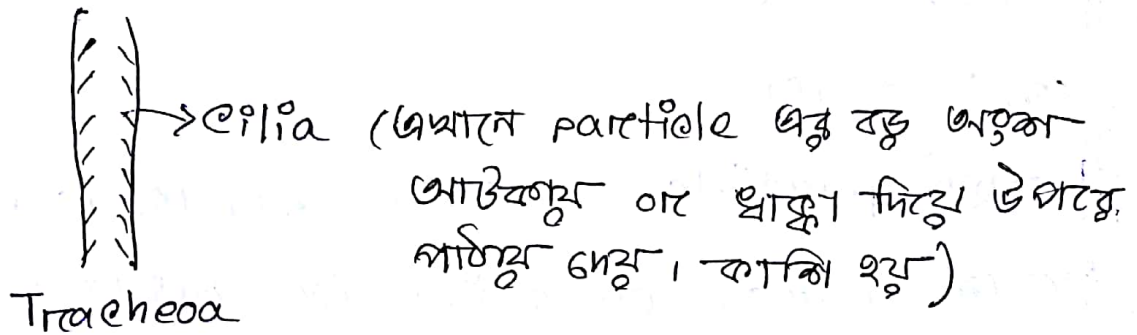 Cilia (এখানে particle এর বড় অংশ
আটকায় or ধাক্কা দিয়ে উপরে
পাঠিয়ে দেয়। কাশি হয়)
Tracheoa